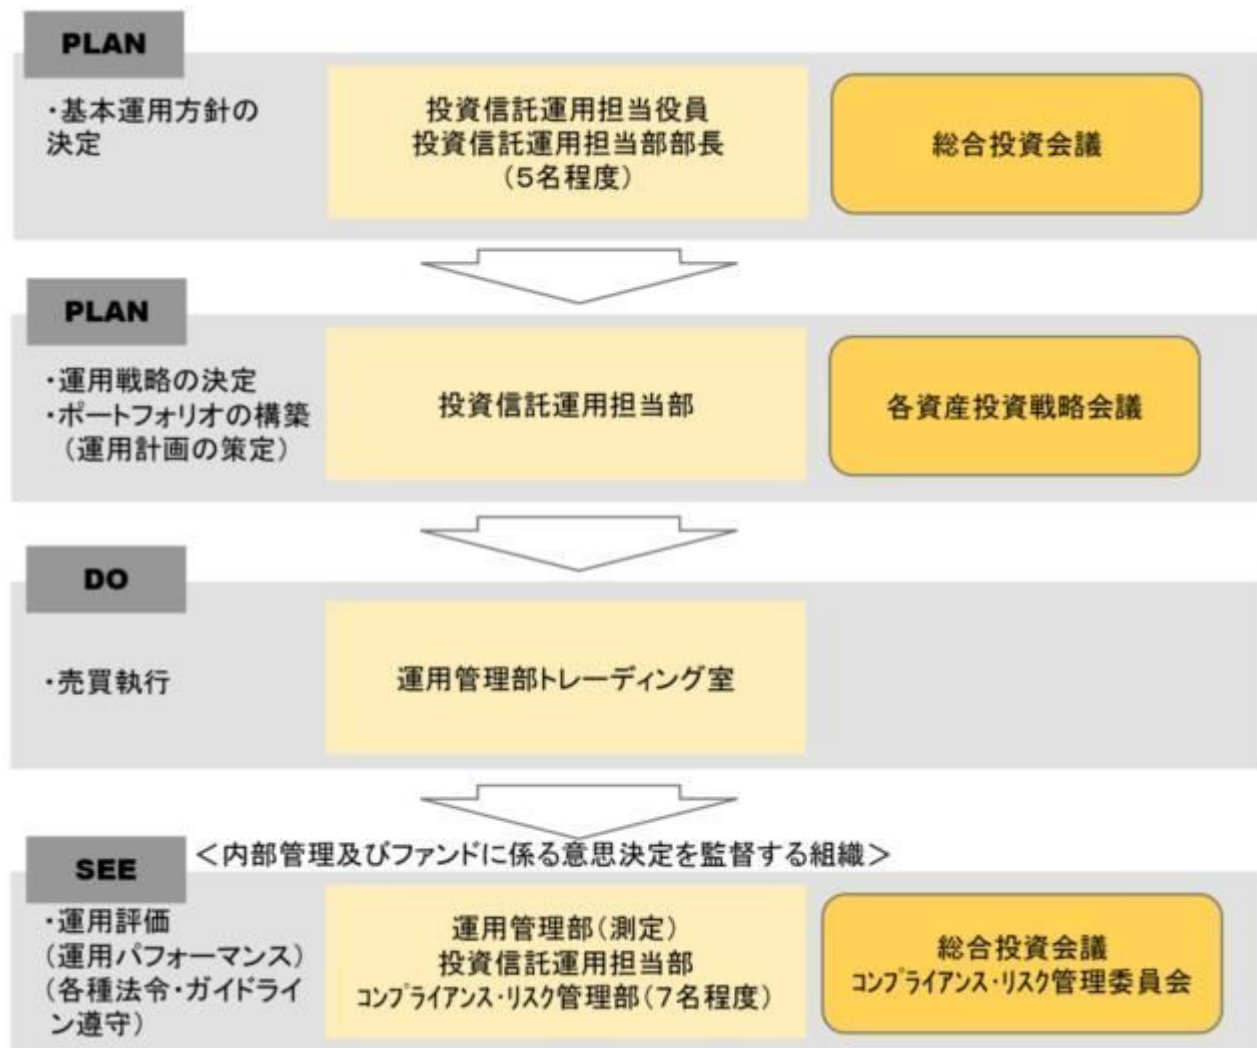 PLAN
・基本運用方針の
決定
投資信託運用担当役員
投資信託運用担当部部長
(5名程度)
総合投資会議
PLAN
・運用戦略の決定
・ポートフォリオの構築
(運用計画の策定)
投資信託運用担当部
各資産投資戦略会議
DO
・売買執行
運用管理部トレーディング室
SEE
<内部管理及びファンドに係る意思決定を監督する組織>
・運用評価
(運用パフォーマンス)
(各種法令・ガイドライ
ン遵守)
運用管理部(測定)
投資信託運用担当部
コンプライアンス・リスク管理部(7名程度)
総合投資会議
コンプライアンス・リスク管理委員会